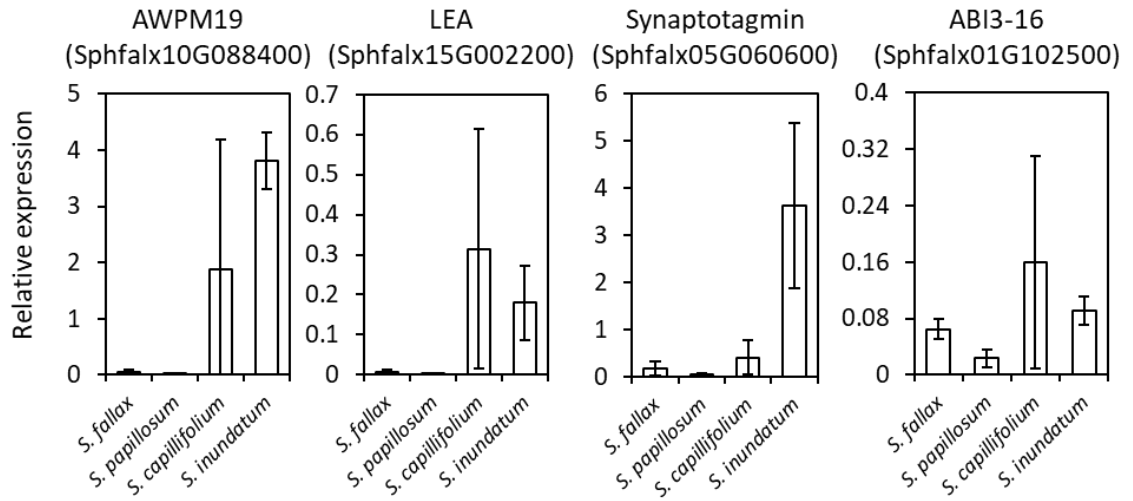 AWPM19
(Sphfalx10G088400)
LEA
(Sphfalx15G002200)
Synaptotagmin
(Sphfalx05G060600)
ABI3-16
(Sphfalx01G102500)
Relative expression
5
4
3
2
1
0
S. fallax
S. papillosum
S. capillifolium
S. inundatum
0.7
0.6
0.5
0.4
0.3
0.2
0.1
0
S. fallax
S. papillosum
S. capillifolium
S. inundatum
6
5
4
3
2
1
0
S. fallax
S. papillosum
S. capillifolium
S. inundatum
0.4
0.32
0.24
0.16
0.08
0
S. fallax
S. papillosum
S. capillifolium
S. inundatum